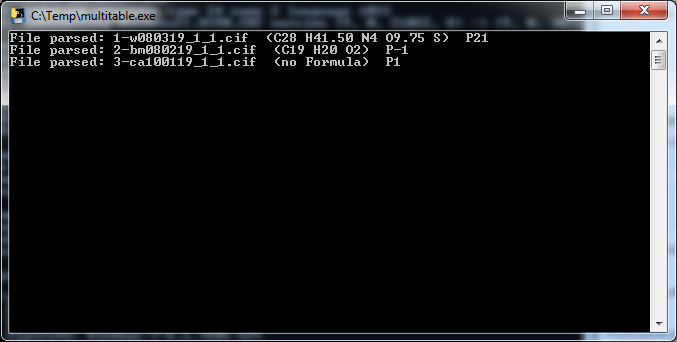 C:\Temp\multitable.exe
File parsed: 1-w080319_1_1.cif  (C28 H41.50 N4 O9.75 S)  P21
File parsed: 2-bm080219_1_1.cif  (C19 H20 O2)  P-1
File parsed: 3-ca100119_1_1.cif  (no Formula)  P1